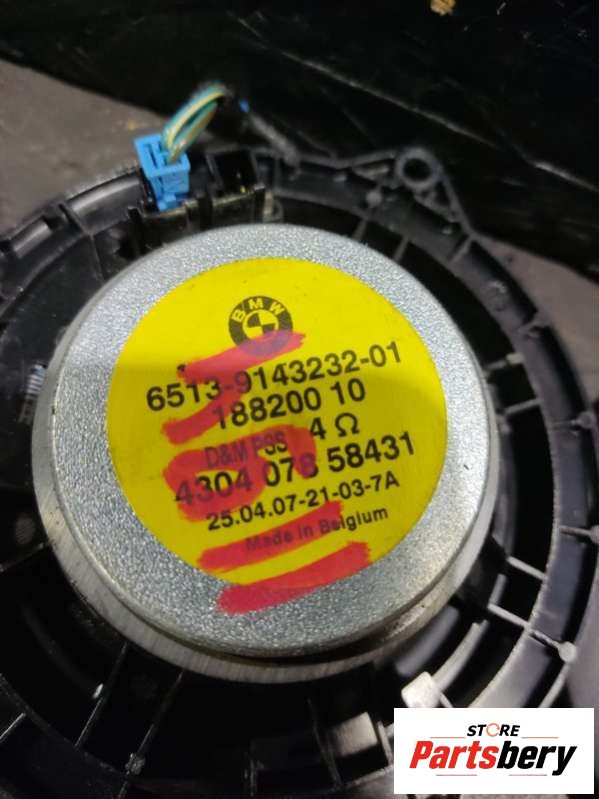 BMW
6513-9143232-01
188200 10
D&M PSS 4 Ω
4304 078 58431
25.04.07-21-03-7A
Made in Belgium
STORE
Partsbery